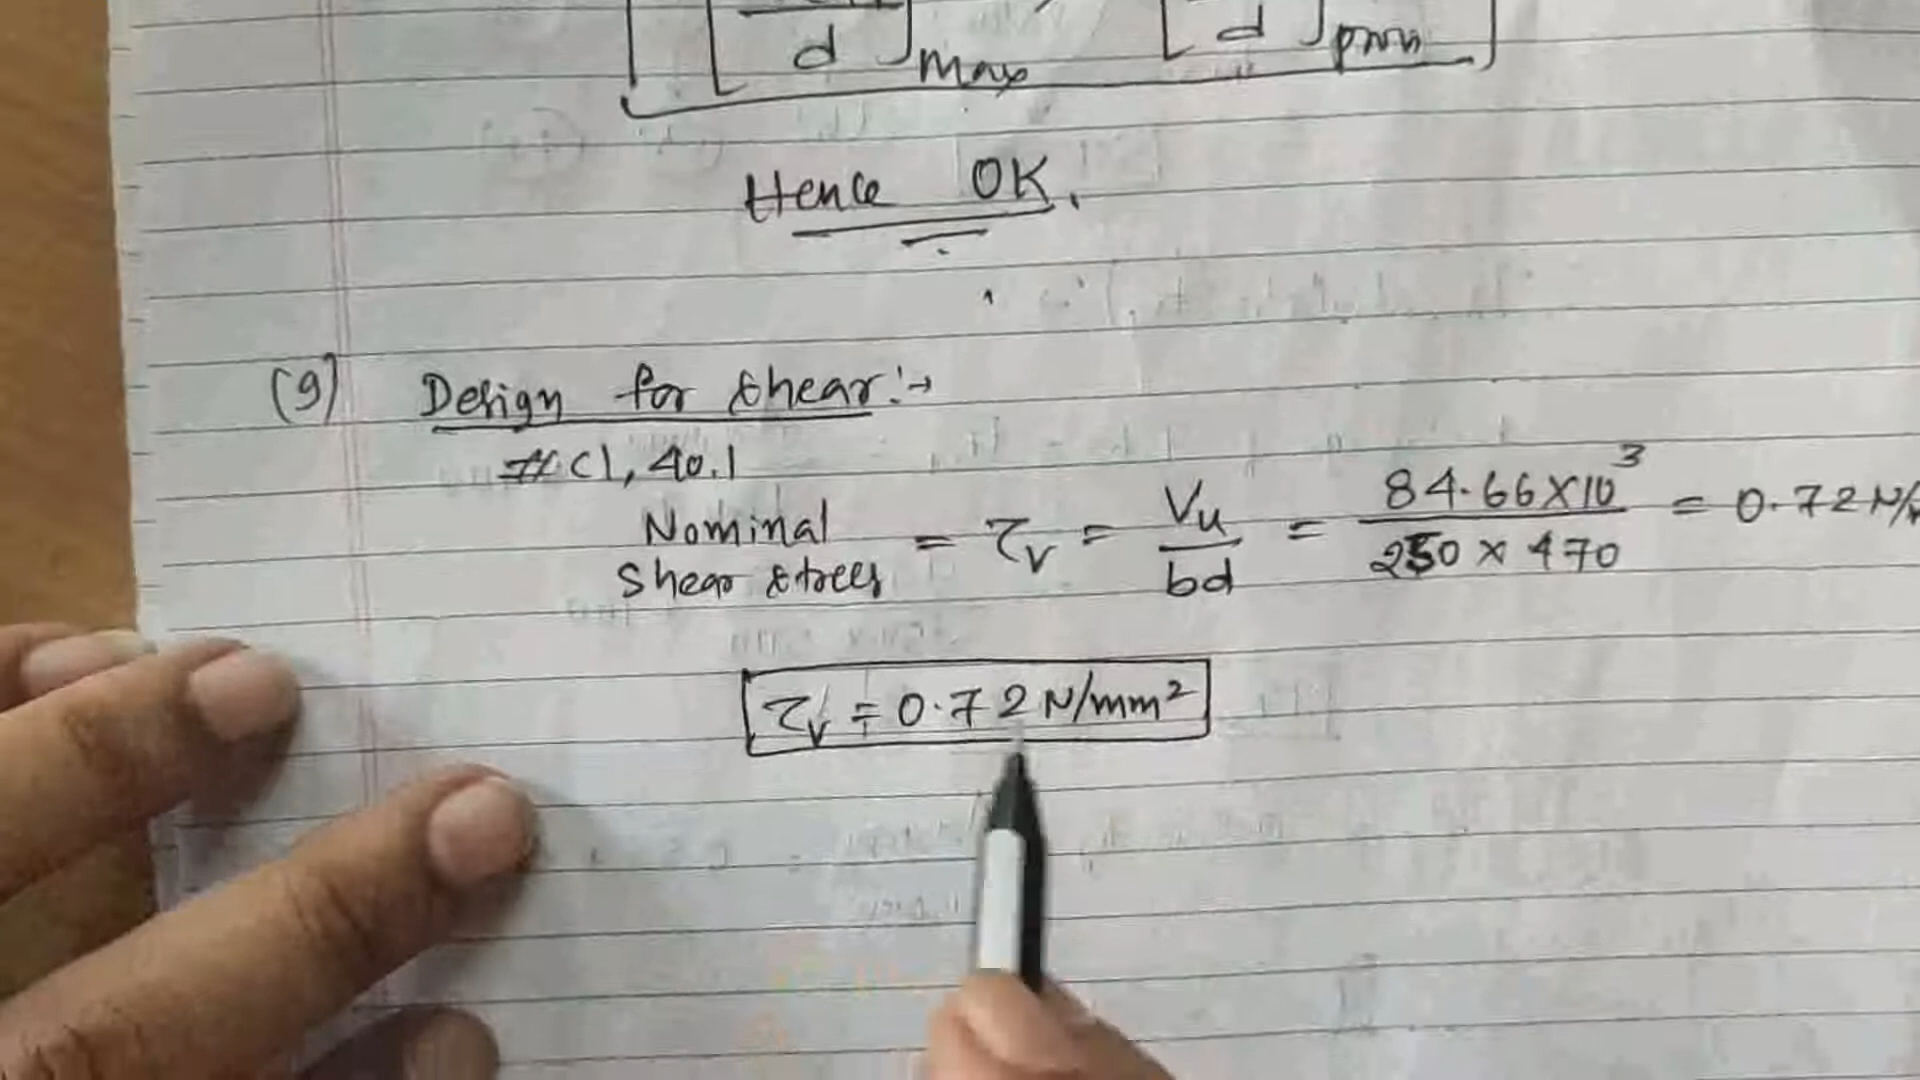 d max d
Hence OK.
(9) Design for shear:→
# Cl, 40.1
Nominal shear stress = τv = Vu/bd = 84.66×10³/250×470 = 0.72 N/
τv = 0.72 N/mm²